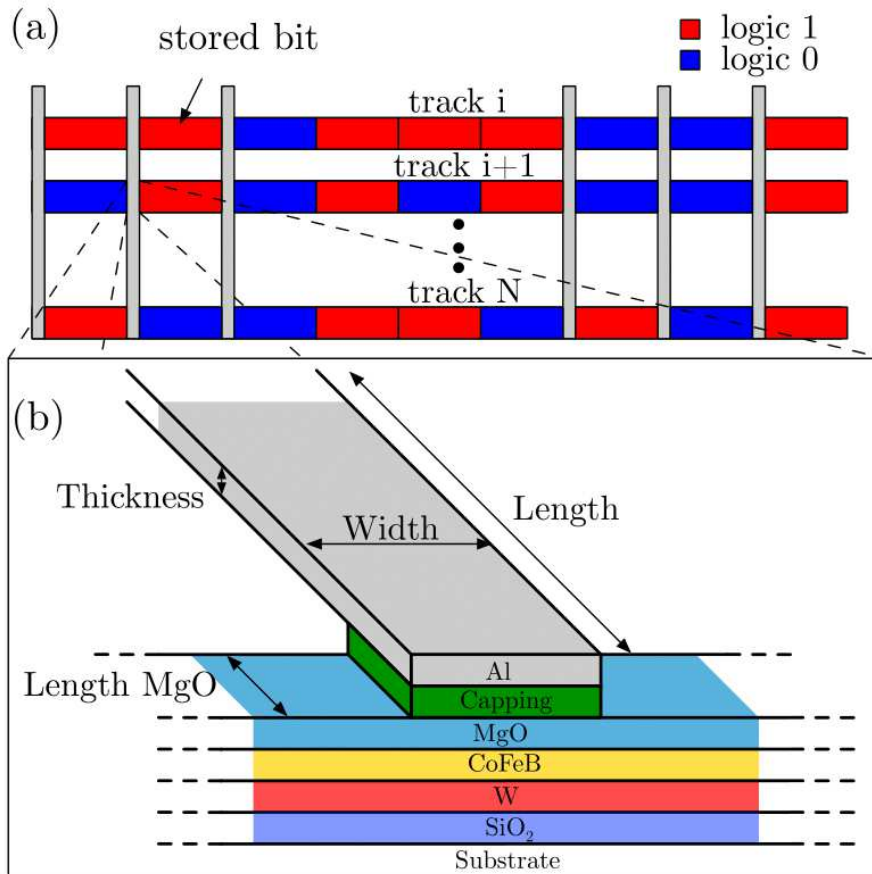 (a)
stored bit
logic 1
logic 0
track i
track i+1
track N
(b)
Thickness
Width
Length
Length MgO
Al
Capping
MgO
CoFeB
W
SiO₂
Substrate